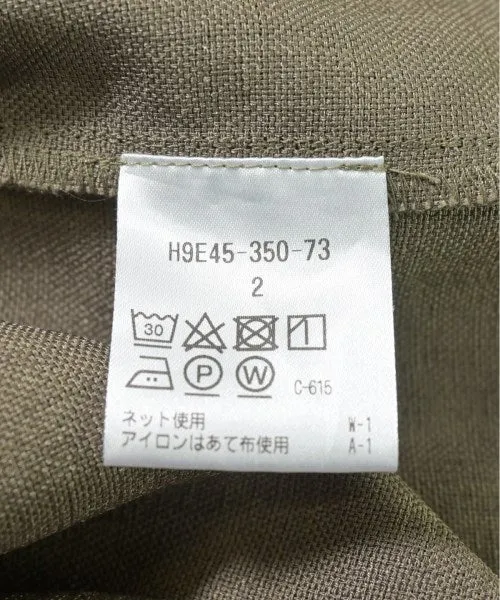 H9E45-350-73
2
30
P W C-615
ネット使用 W-1
アイロンはあて布使用 A-1